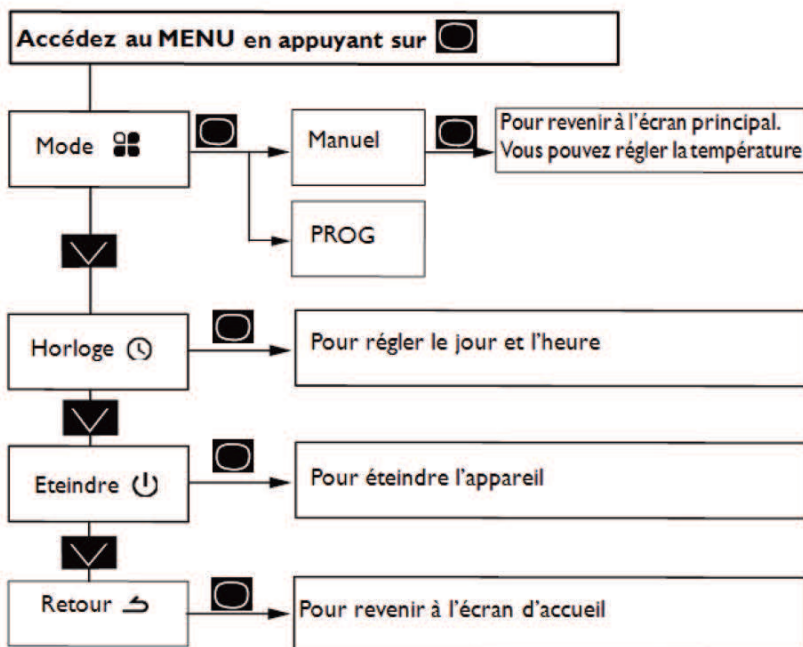 Accédez au MENU en appuyant sur
Mode
Manuel
Pour revenir à l'écran principal.
Vous pouvez régler la température
PROG
Horloge
Pour régler le jour et l'heure
Eteindre
Pour éteindre l'appareil
Retour
Pour revenir à l'écran d'accueil